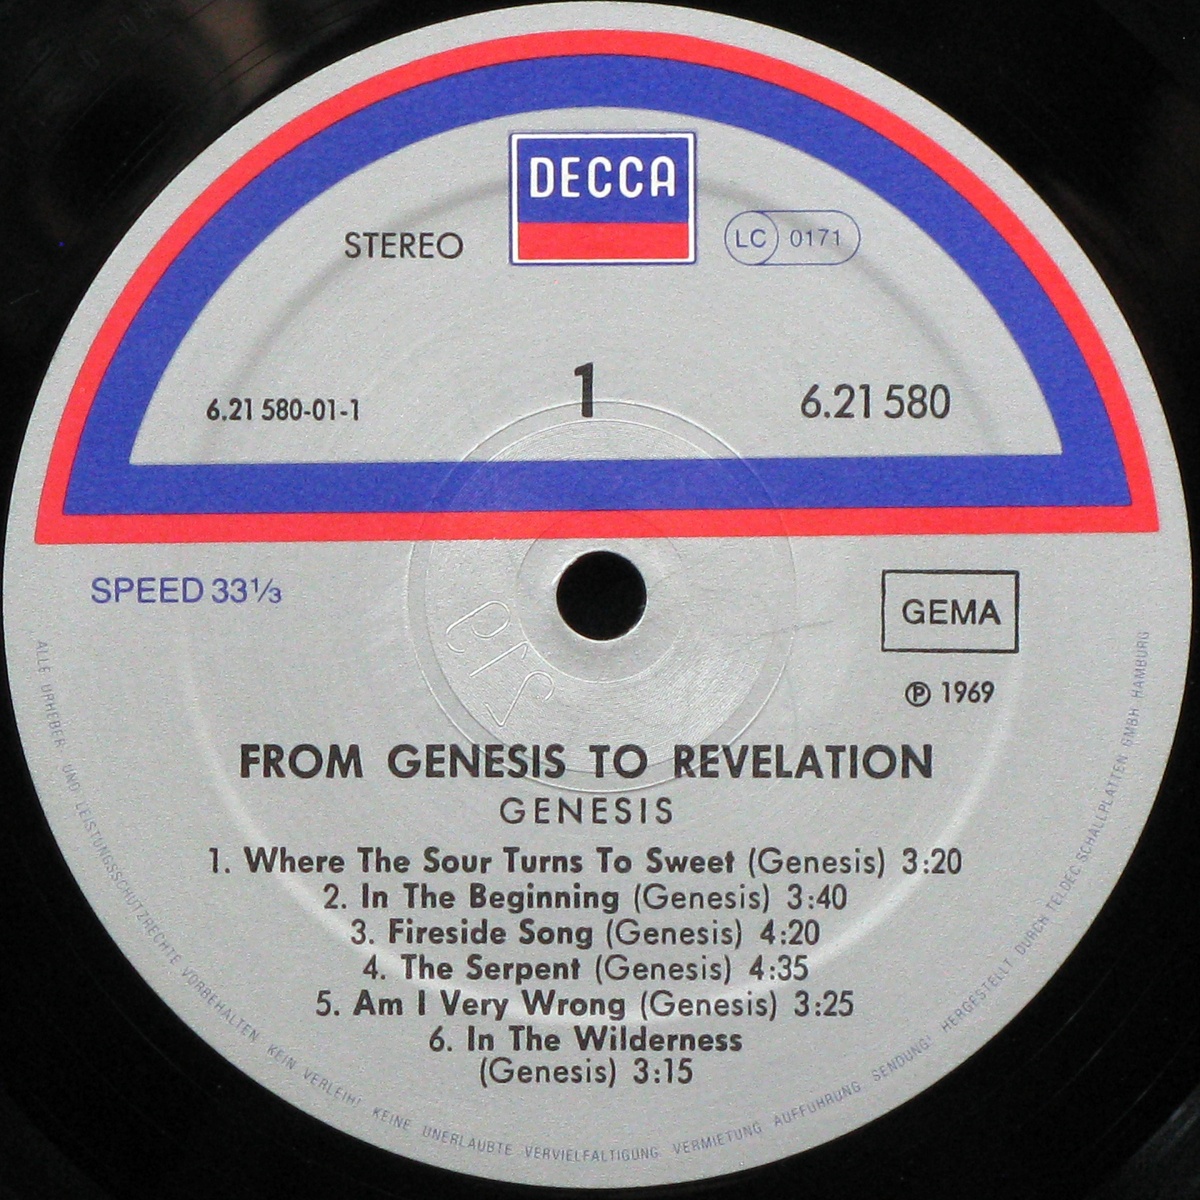 DECCA
STEREO
LC 0171
1
6.21 580-01-1
6.21 580
SPEED 33⅓
GEMA
℗ 1969
FROM GENESIS TO REVELATION
GENESIS
1. Where The Sour Turns To Sweet (Genesis) 3:20
2. In The Beginning (Genesis) 3:40
3. Fireside Song (Genesis) 4:20
4. The Serpent (Genesis) 4:35
5. Am I Very Wrong (Genesis) 3:25
6. In The Wilderness
(Genesis) 3:15
ALLE URHEBER- UND LEISTUNGSSCHUTZRECHTE VORBEHALTEN KEIN VERLEIH! KEINE UNERLAUBTE VERVIELFALTIGUNG VERMIETUNG AUFFUHRUNG SENDUNG! HERGESTELLT DURCH TELDEC-SCHALLPLATTEN GMBH HAMBURG